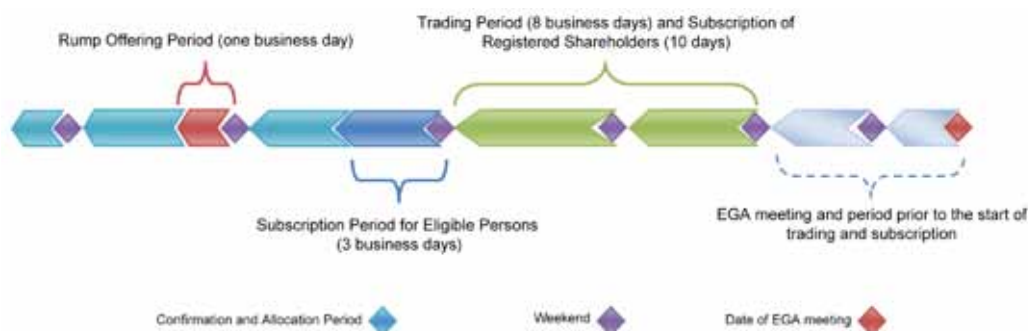 Trading Period (8 business days) and Subscription of
Registered Shareholders (10 days)
Rump Offering Period (one business day)
Subscription Period for Eligible Persons
(3 business days)
EGA meeting and period prior to the start of
trading and subscription
Confirmation and Allocation Period
Weekend
Date of EGA meeting